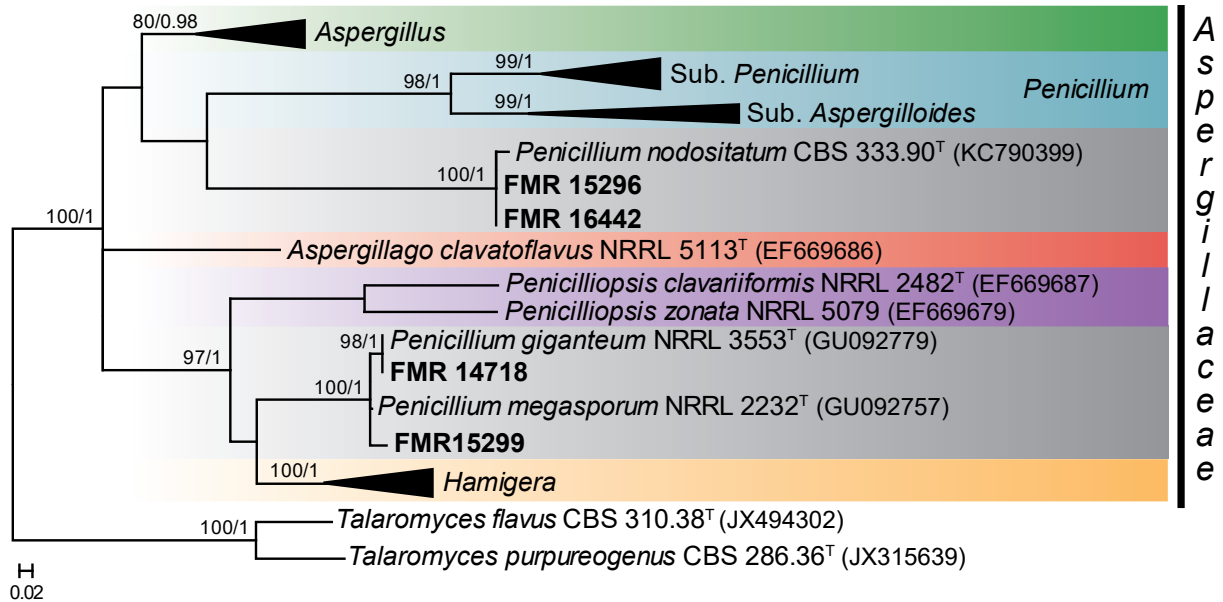 80/0.98
Aspergillus
99/1
Sub. Penicillium
98/1
Penicillium
99/1
Sub. Aspergilloides
Penicillium nodositatum CBS 333.90ᵀ (KC790399)
100/1
FMR 15296
FMR 16442
100/1
Aspergillago clavatoflavus NRRL 5113ᵀ (EF669686)
Penicilliopsis clavariiformis NRRL 2482ᵀ (EF669687)
Penicilliopsis zonata NRRL 5079 (EF669679)
98/1
Penicillium giganteum NRRL 3553ᵀ (GU092779)
97/1
FMR 14718
100/1
Penicillium megasporum NRRL 2232ᵀ (GU092757)
FMR15299
100/1
Hamigera
Talaromyces flavus CBS 310.38ᵀ (JX494302)
100/1
Talaromyces purpureogenus CBS 286.36ᵀ (JX315639)
0.02
Aspergillaceae